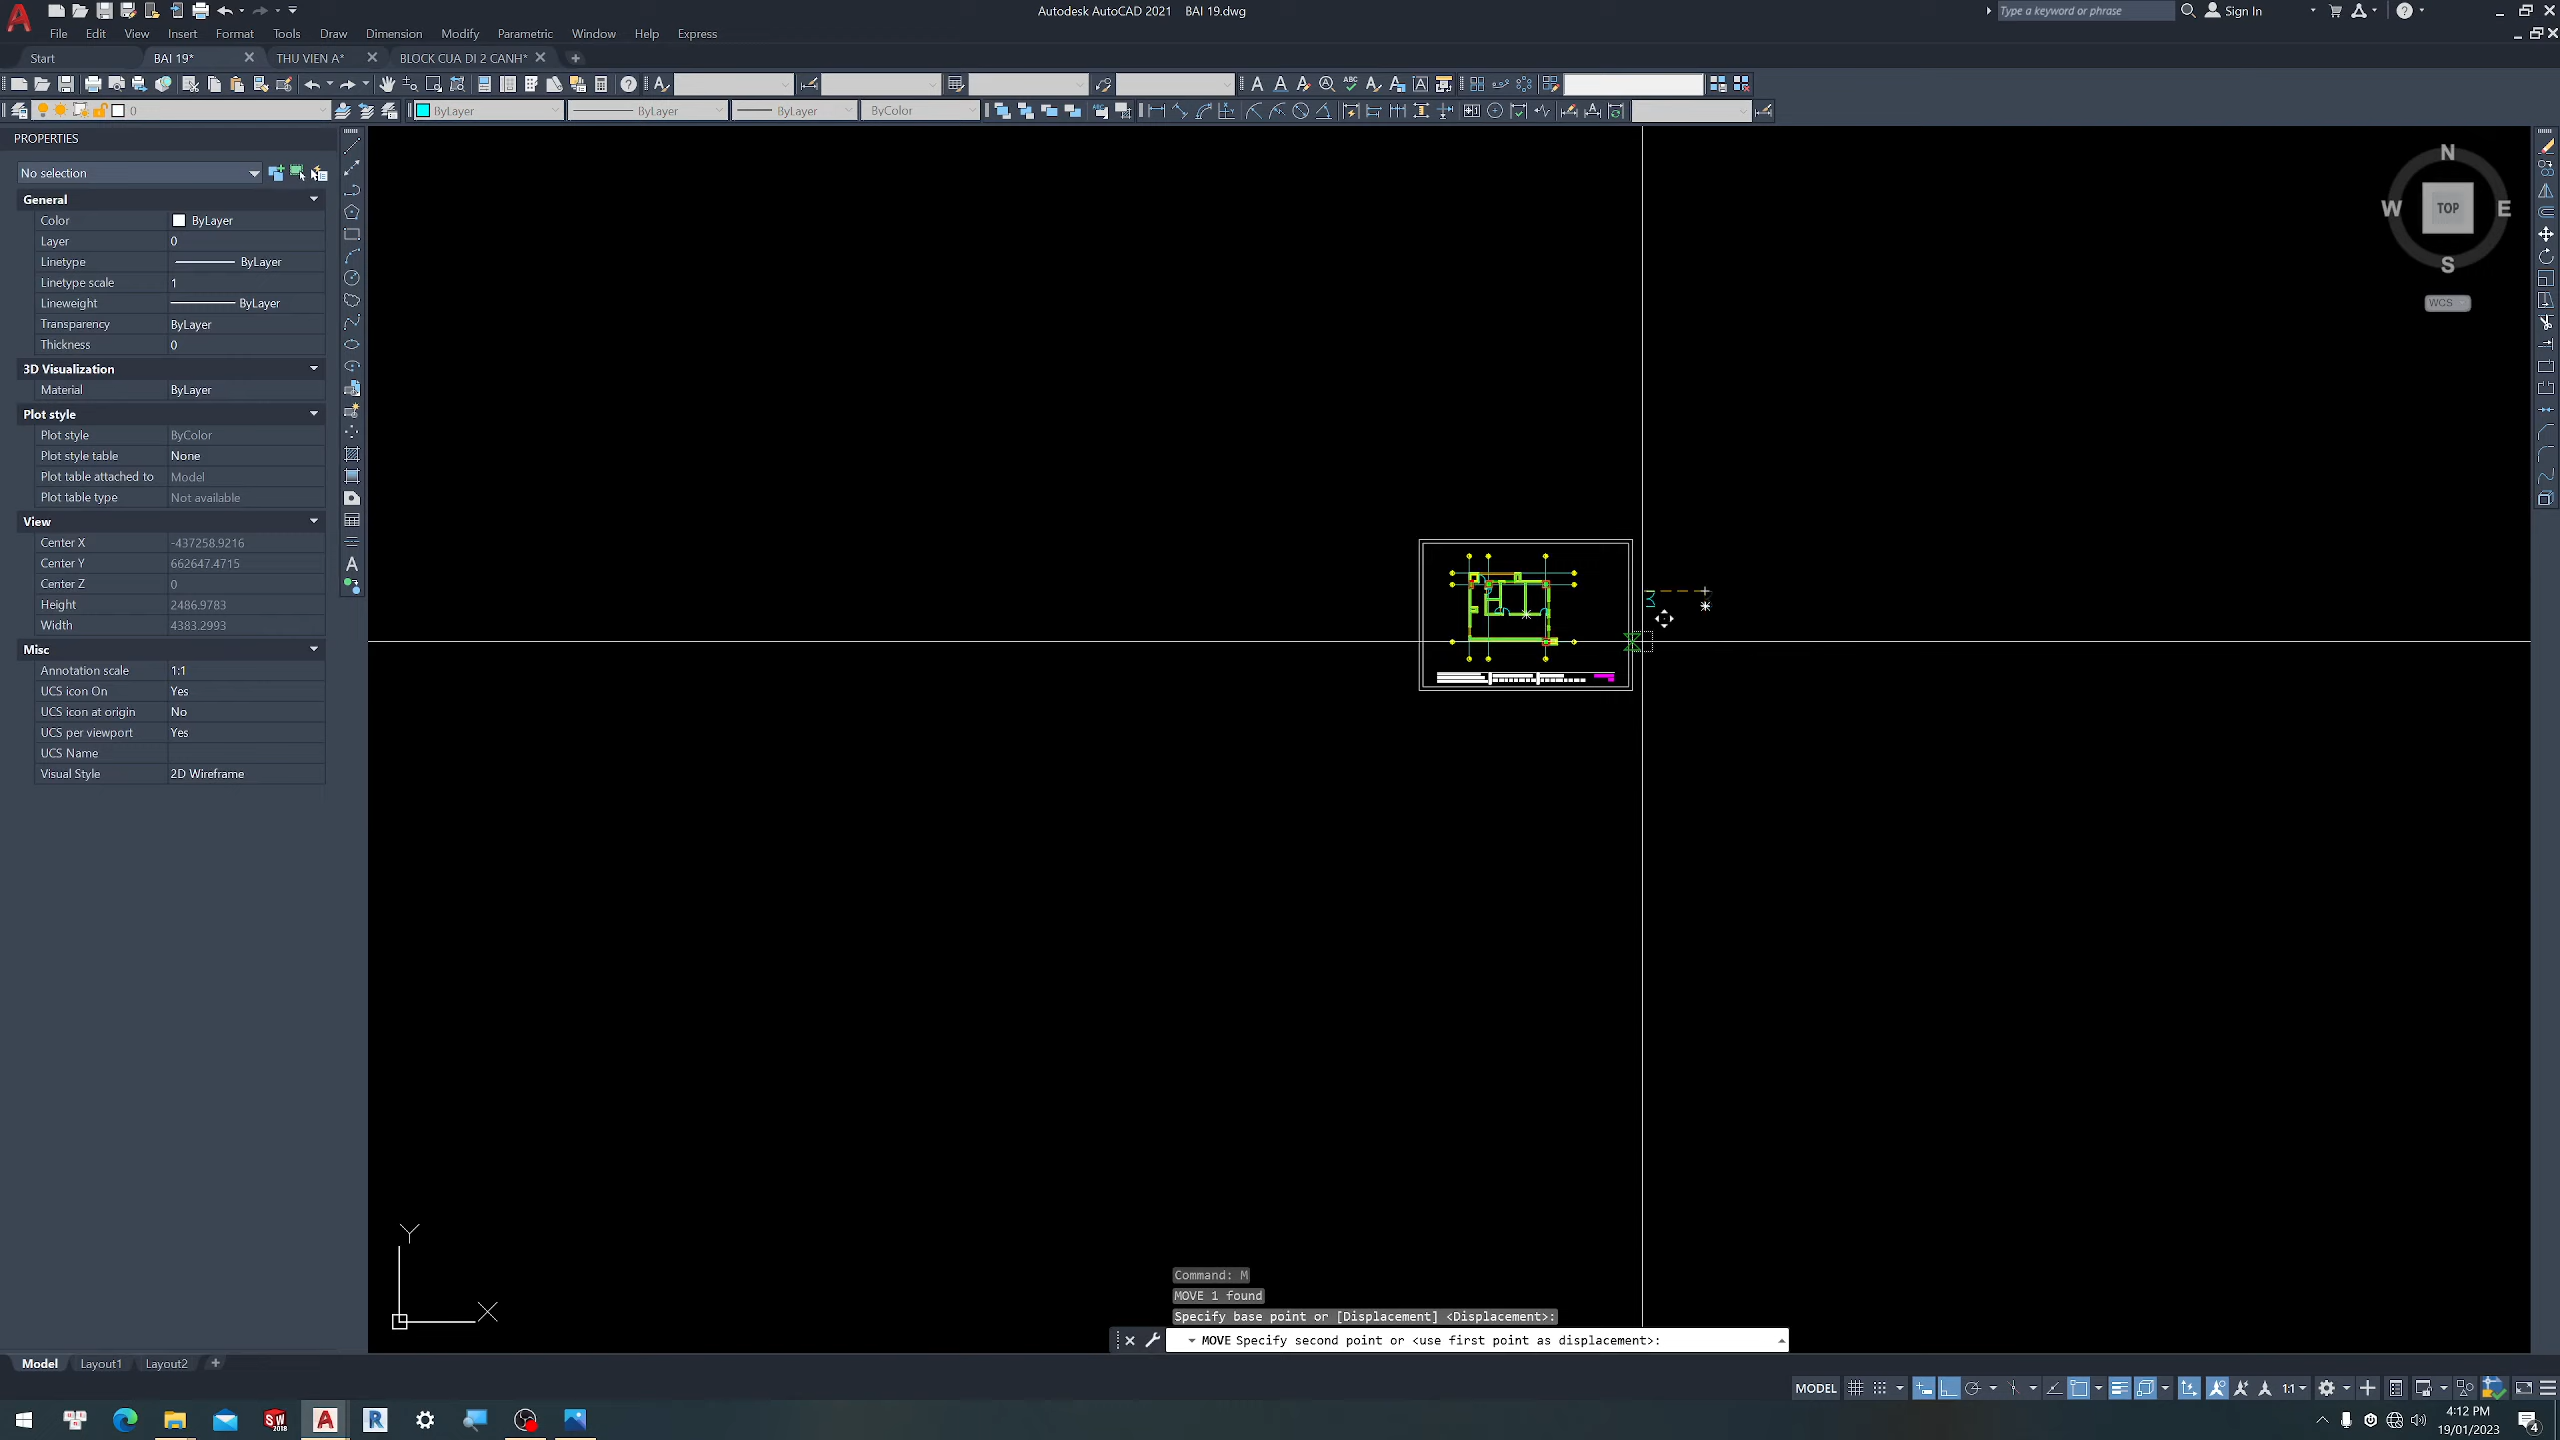 Autodesk AutoCAD 2021 BAI 19.dwg
Type a keyword or phrase
Sign In
File Edit View Insert Format Tools Draw Dimension Modify Parametric Window Help Express
Start BAI 19* THU VIEN A* BLOCK CUA DI 2 CANH*
0 ByLayer ByLayer ByLayer ByColor
PROPERTIES
No selection
General
Color ByLayer
Layer 0
Linetype ByLayer
Linetype scale 1
Lineweight ByLayer
Transparency ByLayer
Thickness 0
3D Visualization
Material ByLayer
Plot style
Plot style ByColor
Plot style table None
Plot table attached to Model
Plot table type Not available
View
Center X -437258.9216
Center Y 662647.4715
Center Z 0
Height 2486.9783
Width 4383.2993
Misc
Annotation scale 1:1
UCS icon On Yes
UCS icon at origin No
UCS per viewport Yes
UCS Name
Visual Style 2D Wireframe
N
W TOP E
S
WCS
Y
X
Command: M
MOVE 1 found
Specify base point or [Displacement] <Displacement>:
MOVE Specify second point or <use first point as displacement>:
Model Layout1 Layout2
MODEL 1:1
SW
2018
A
R
4:12 PM
19/01/2023
4